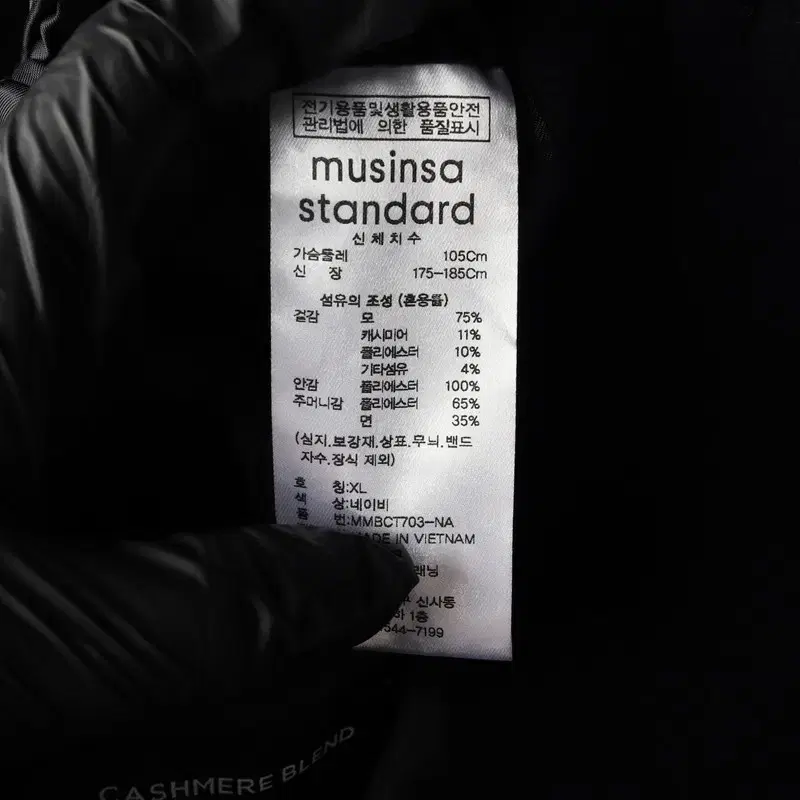 전기용품및생활용품안전
관리법에 의한 품질표시
musinsa
standard
신체치수
가슴둘레 105Cm
신 장 175-185Cm
섬유의 조성 (혼용률)
겉감 모 75%
캐시미어 11%
폴리에스터 10%
기타섬유 4%
안감 폴리에스터 100%
주머니감 폴리에스터 65%
면 35%
(심지.보강재.상표.무늬.밴드
자수.장식 제외)
호 칭:XL
색 상:네이비
품 번:MMBCT703-NA
MADE IN VIETNAM
신사동
1층
544-7199
CASHMERE BLEND